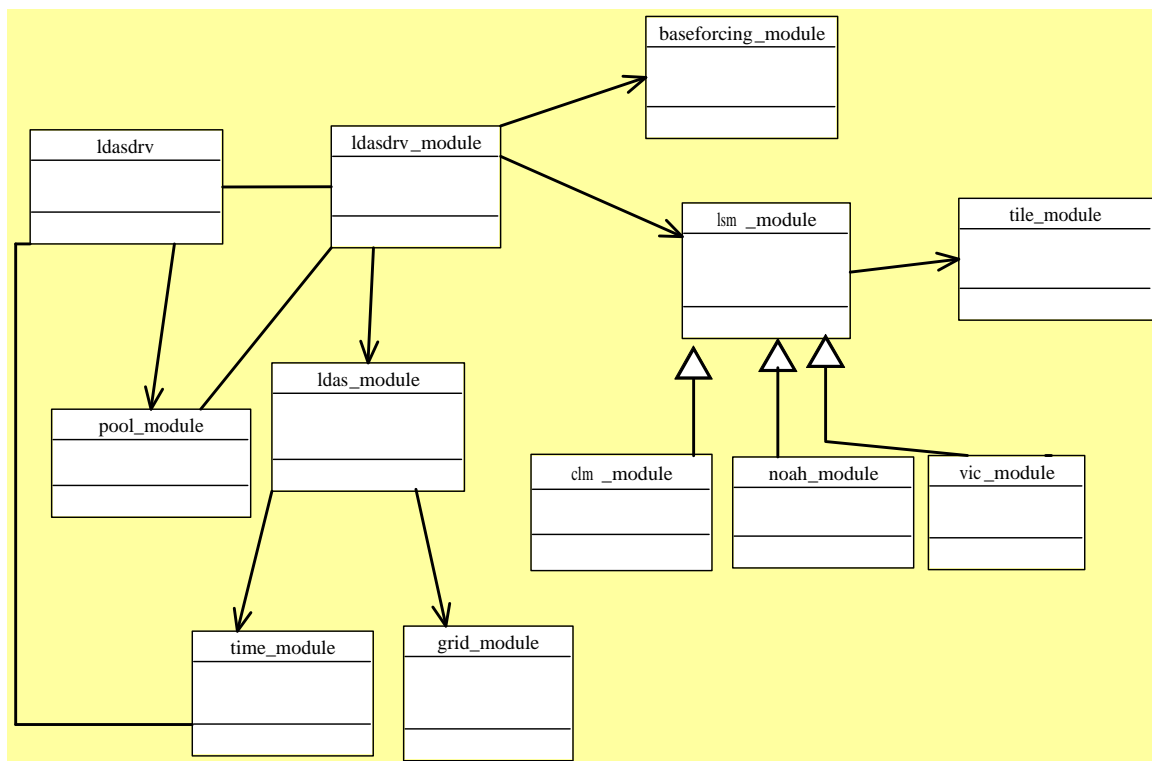 baseforcing_module
ldasdrv
ldasdrv_module
lsm _module
tile_module
ldas_module
pool_module
clm _module
noah_module
vic_module
time_module
grid_module